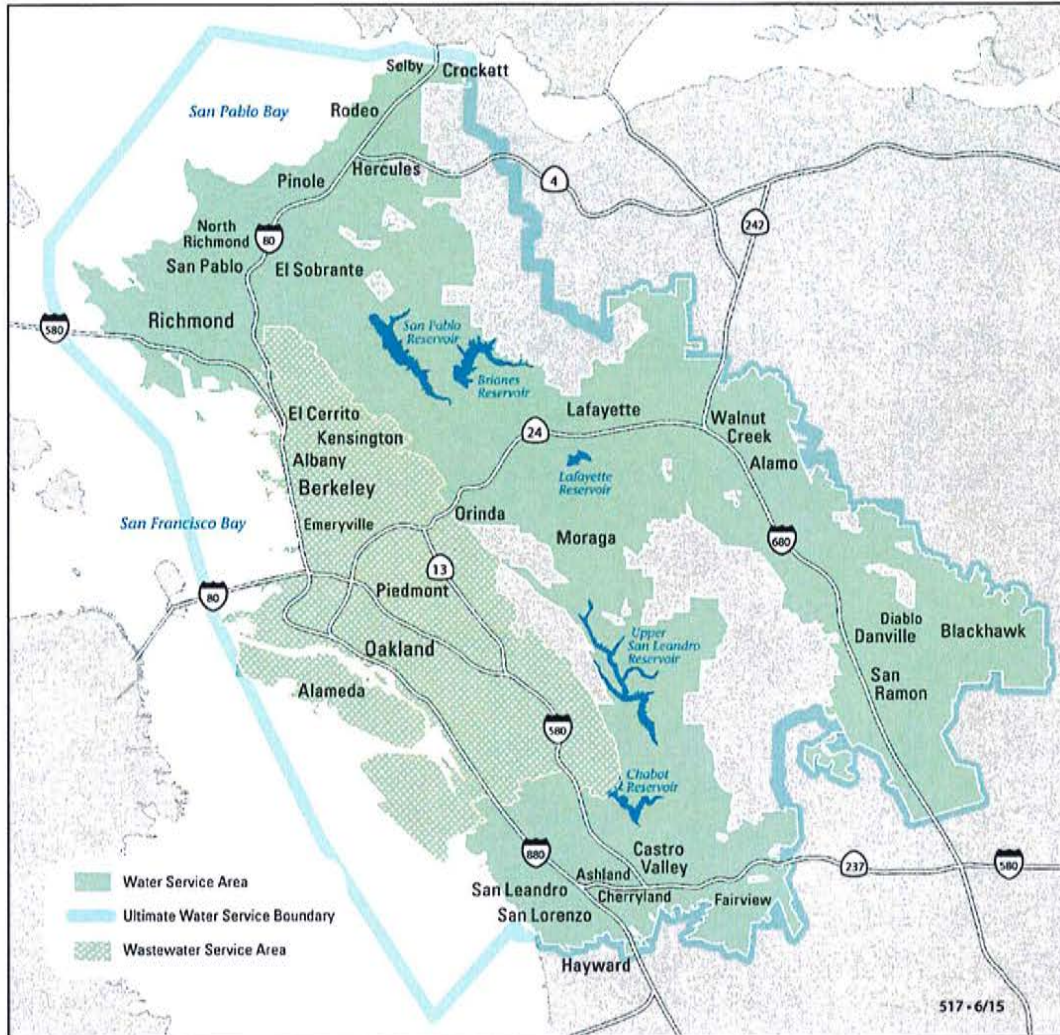 Selby
Crockett
San Pablo Bay
Rodeo
Hercules
Pinole
4
North
Richmond
80
242
San Pablo
El Sobrante
Richmond
580
San Pablo
Reservoir
Briones
Reservoir
El Cerrito
Kensington
Lafayette
Walnut
Creek
24
Albany
Alamo
Berkeley
Lafayette
Reservoir
San Francisco Bay
Emeryville
Orinda
Moraga
680
13
80
Piedmont
Diablo
Danville
Blackhawk
Oakland
Upper
San Leandro
Reservoir
San
Ramon
Alameda
580
Chabot
Reservoir
880
Castro
Valley
237
580
Ashland
San Leandro
Cherryland
Fairview
San Lorenzo
Hayward
Water Service Area
Ultimate Water Service Boundary
Wastewater Service Area
517 • 6/15